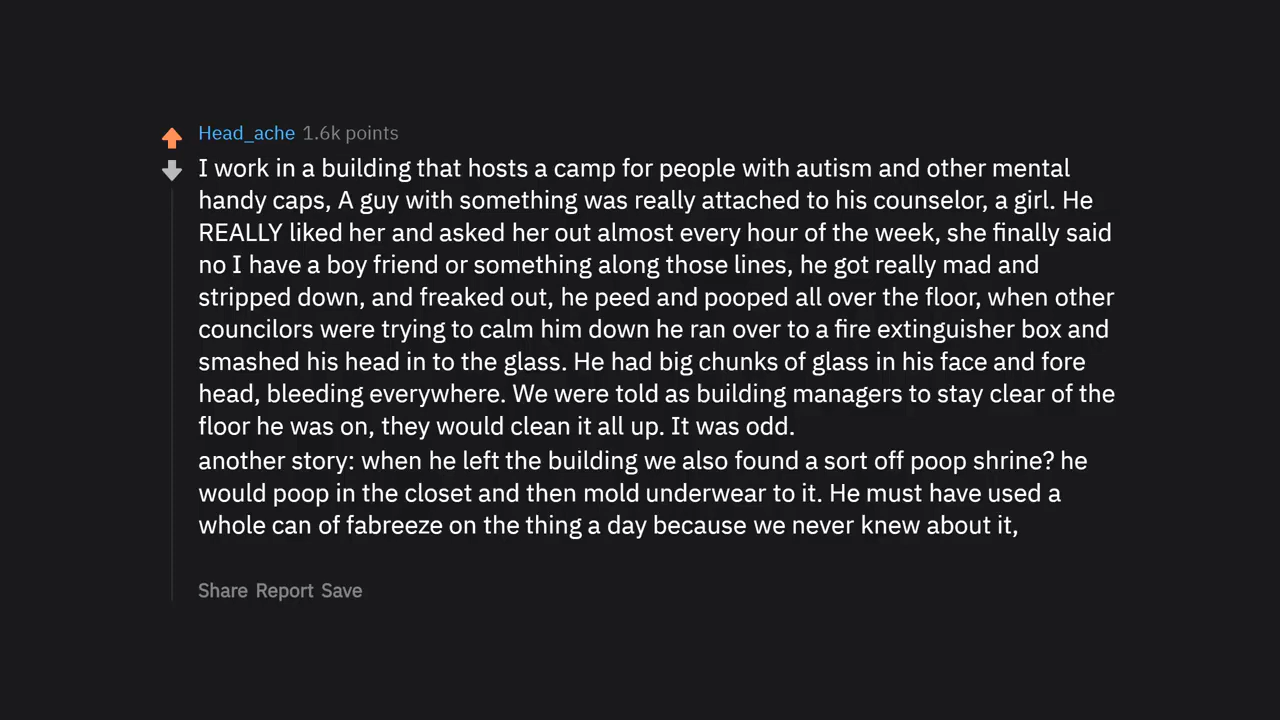 Head_ache 1.6k points
I work in a building that hosts a camp for people with autism and other mental
handy caps, A guy with something was really attached to his counselor, a girl. He
REALLY liked her and asked her out almost every hour of the week, she finally said
no I have a boy friend or something along those lines, he got really mad and
stripped down, and freaked out, he peed and pooped all over the floor, when other
councilors were trying to calm him down he ran over to a fire extinguisher box and
smashed his head in to the glass. He had big chunks of glass in his face and fore
head, bleeding everywhere. We were told as building managers to stay clear of the
floor he was on, they would clean it all up. It was odd.
another story: when he left the building we also found a sort off poop shrine? he
would poop in the closet and then mold underwear to it. He must have used a
whole can of fabreeze on the thing a day because we never knew about it,
Share Report Save